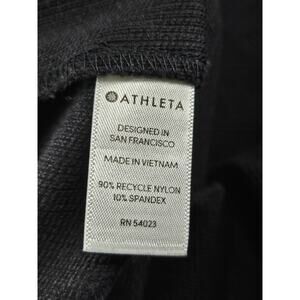 ATHLETA
DESIGNED IN
SAN FRANCISCO
MADE IN VIETNAM
90% RECYCLE NYLON
10% SPANDEX
RN 54023